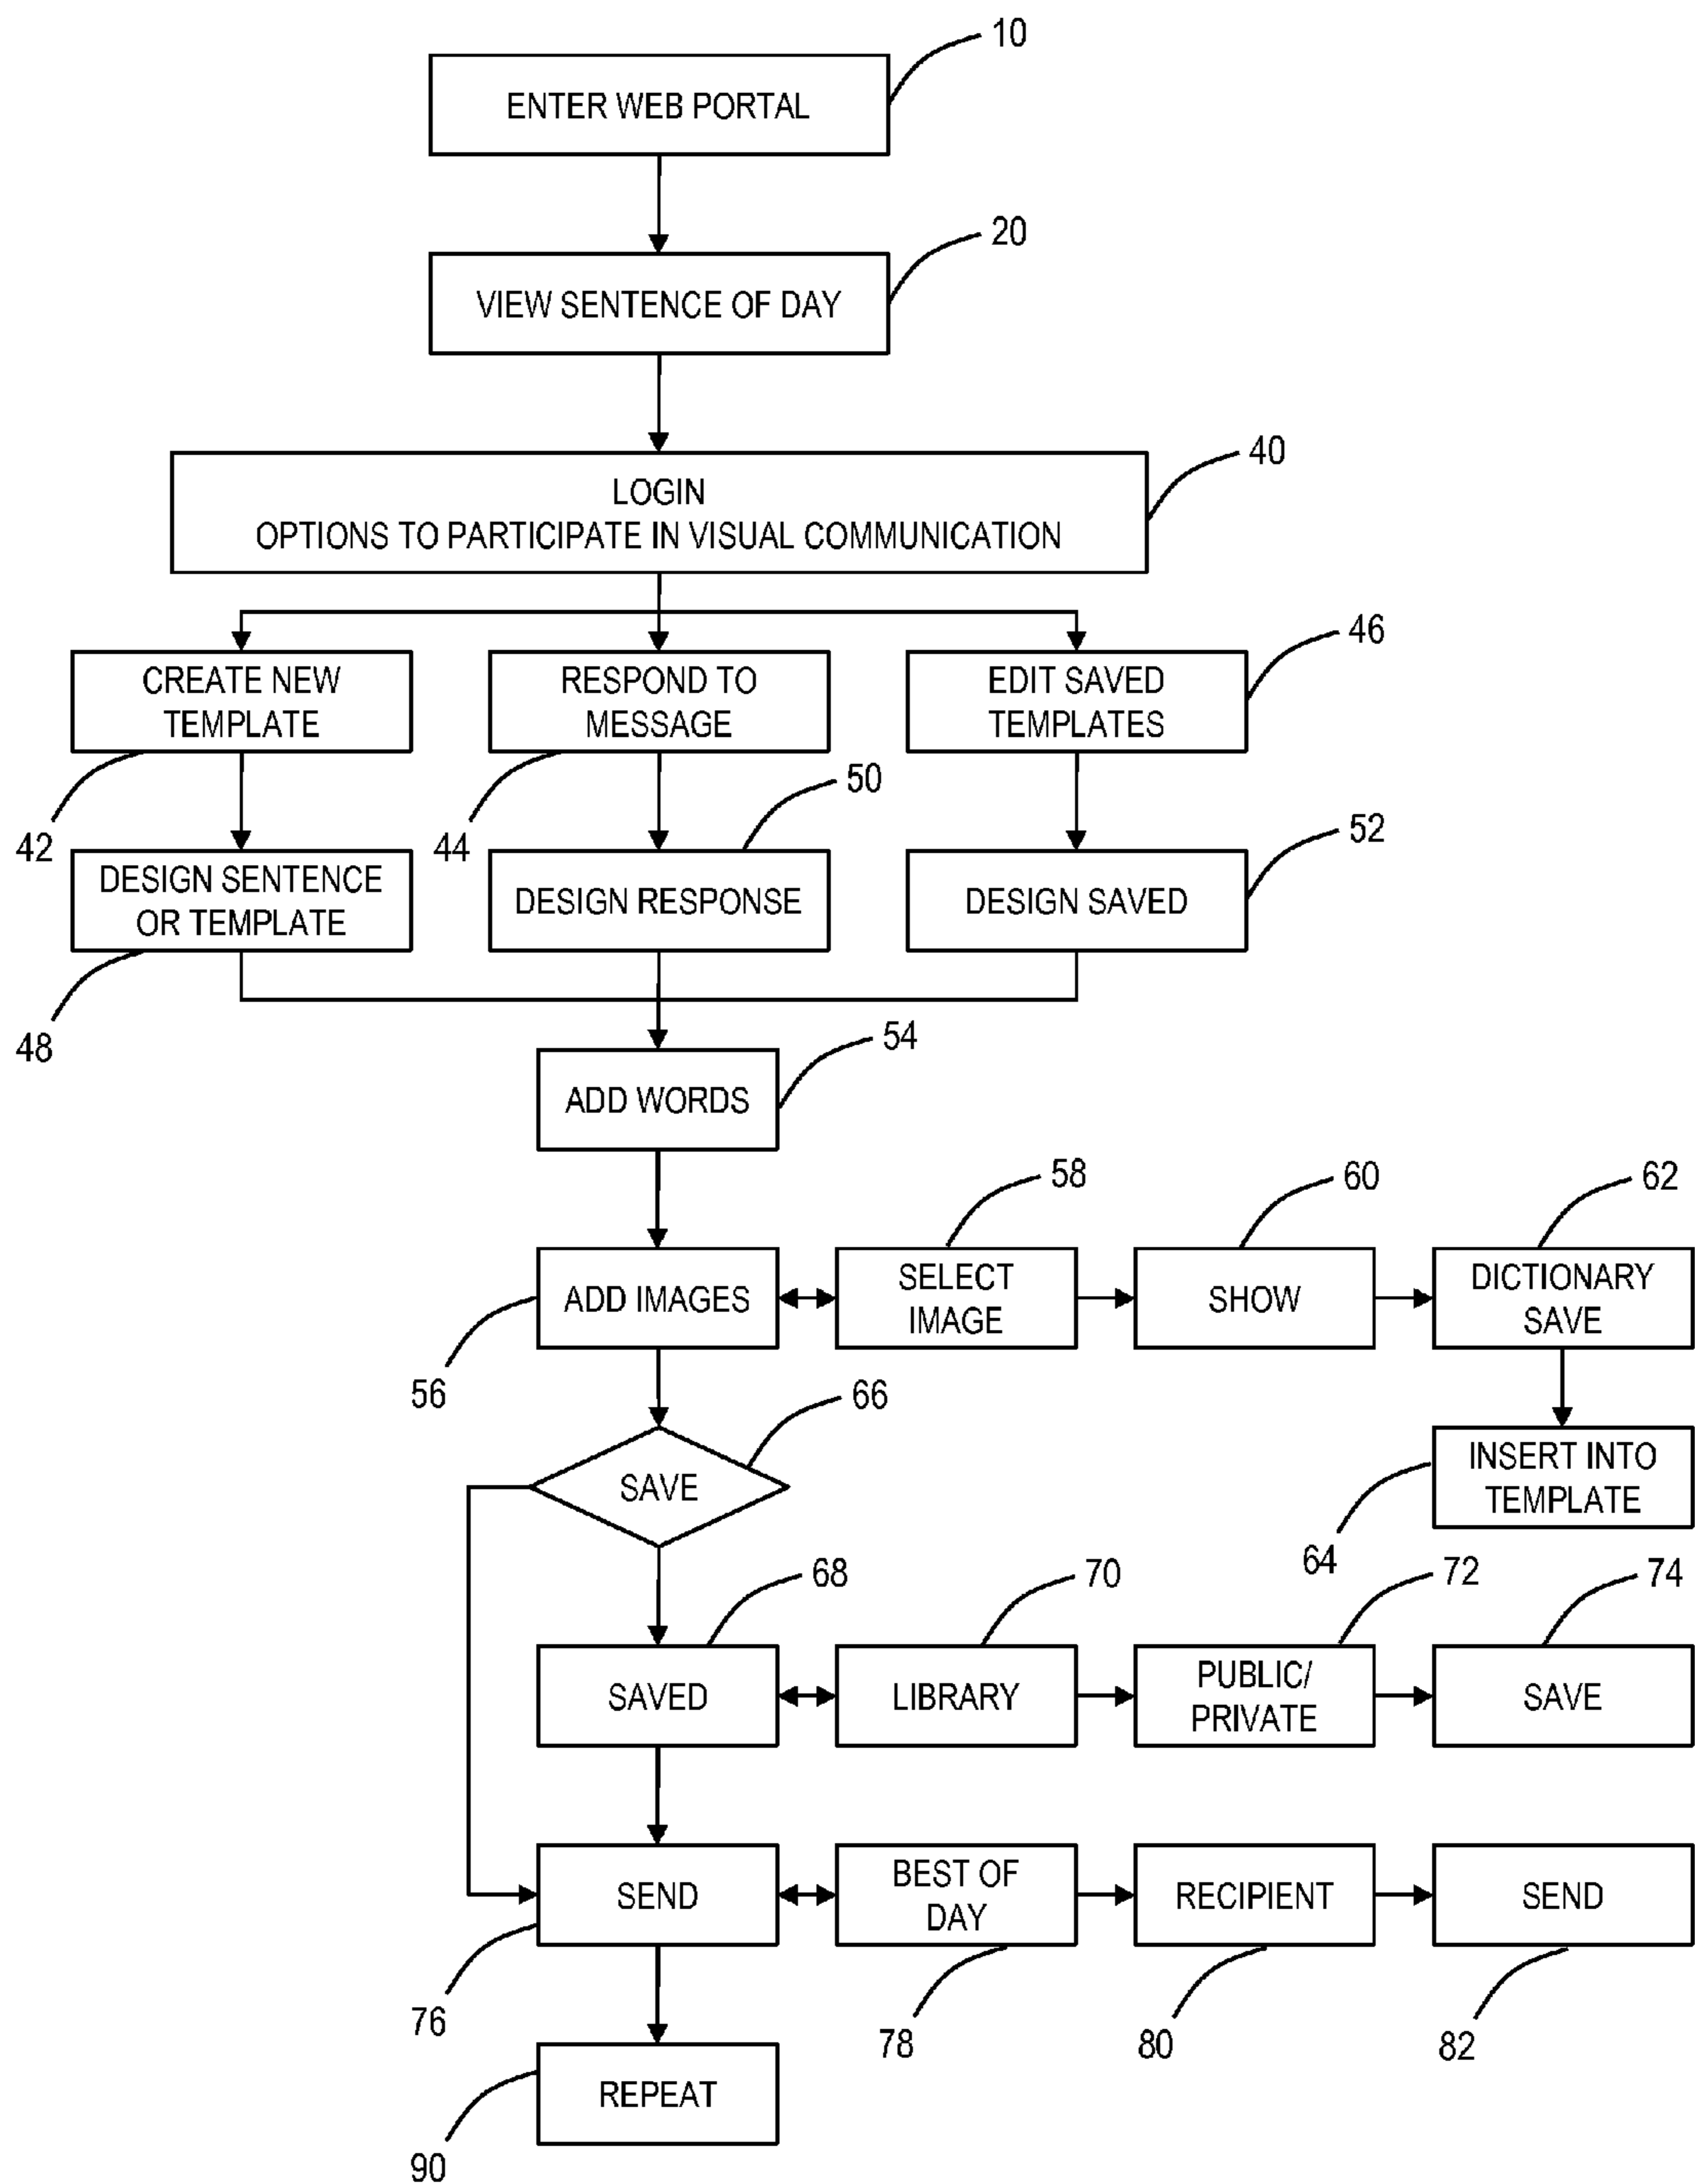 10
ENTER WEB PORTAL
20
VIEW SENTENCE OF DAY
40
LOGIN
OPTIONS TO PARTICIPATE IN VISUAL COMMUNICATION
46
CREATE NEW
TEMPLATE
RESPOND TO
MESSAGE
EDIT SAVED
TEMPLATES
42
44
50
52
DESIGN SENTENCE
OR TEMPLATE
DESIGN RESPONSE
DESIGN SAVED
48
54
ADD WORDS
58
60
62
ADD IMAGES
SELECT
IMAGE
SHOW
DICTIONARY
SAVE
56
66
SAVE
INSERT INTO
TEMPLATE
64
68
70
72
74
SAVED
LIBRARY
PUBLIC/
PRIVATE
SAVE
SEND
BEST OF
DAY
RECIPIENT
SEND
76
78
80
82
REPEAT
90